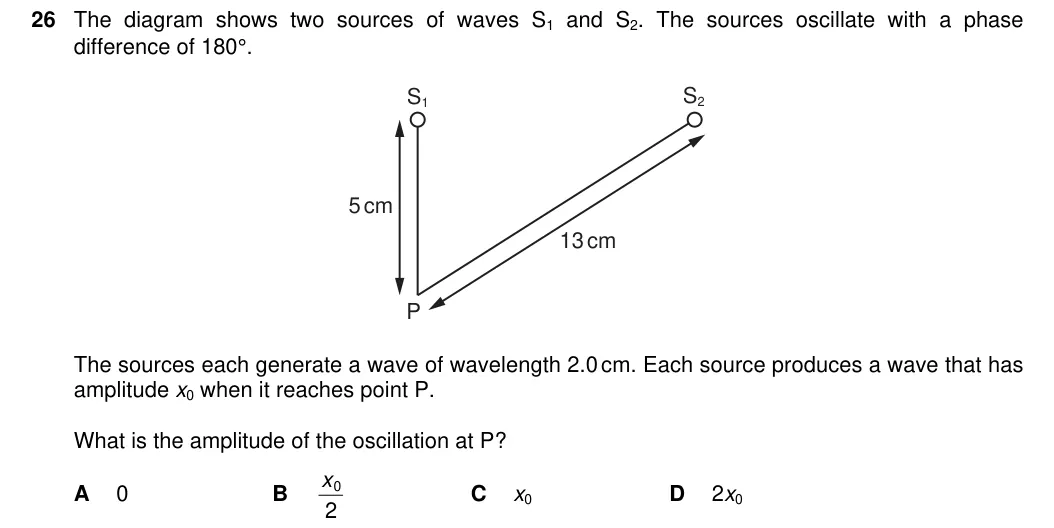 26 The diagram shows two sources of waves S₁ and S₂. The sources oscillate with a phase
difference of 180°.
S₁ S₂
5 cm
13 cm
P
The sources each generate a wave of wavelength 2.0 cm. Each source produces a wave that has
amplitude x₀ when it reaches point P.
What is the amplitude of the oscillation at P?
A 0 B x₀/2 C x₀ D 2x₀